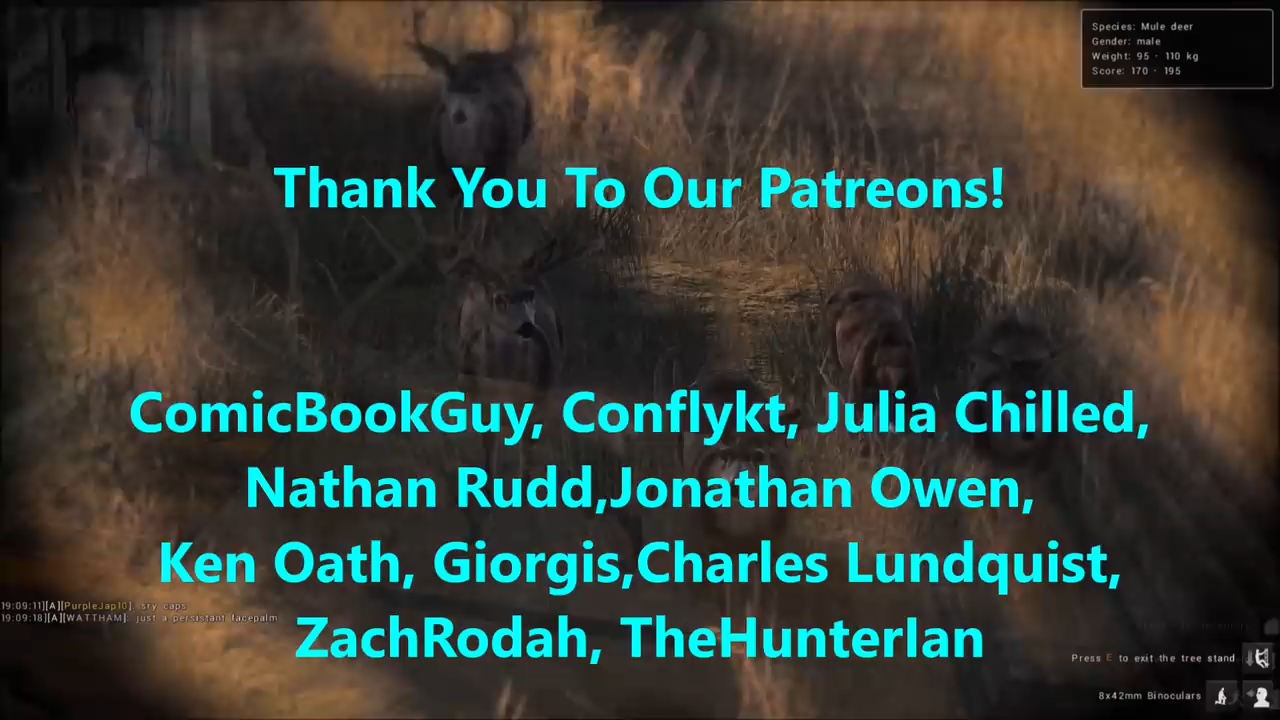 Species: Mule deer
Gender: male
Weight: 95 - 110 kg
Score: 170 - 195
Thank You To Our Patreons!
ComicBookGuy, Conflykt, Julia Chilled,
Nathan Rudd,Jonathan Owen,
Ken Oath, Giorgis,Charles Lundquist,
ZachRodah, TheHunterIan
19:09:11][A][PurpleJap10]: sry caps
19:09:18][A][WATTHAM]: just a persistant facepalm
Press E to exit the tree stand
8x42mm Binoculars